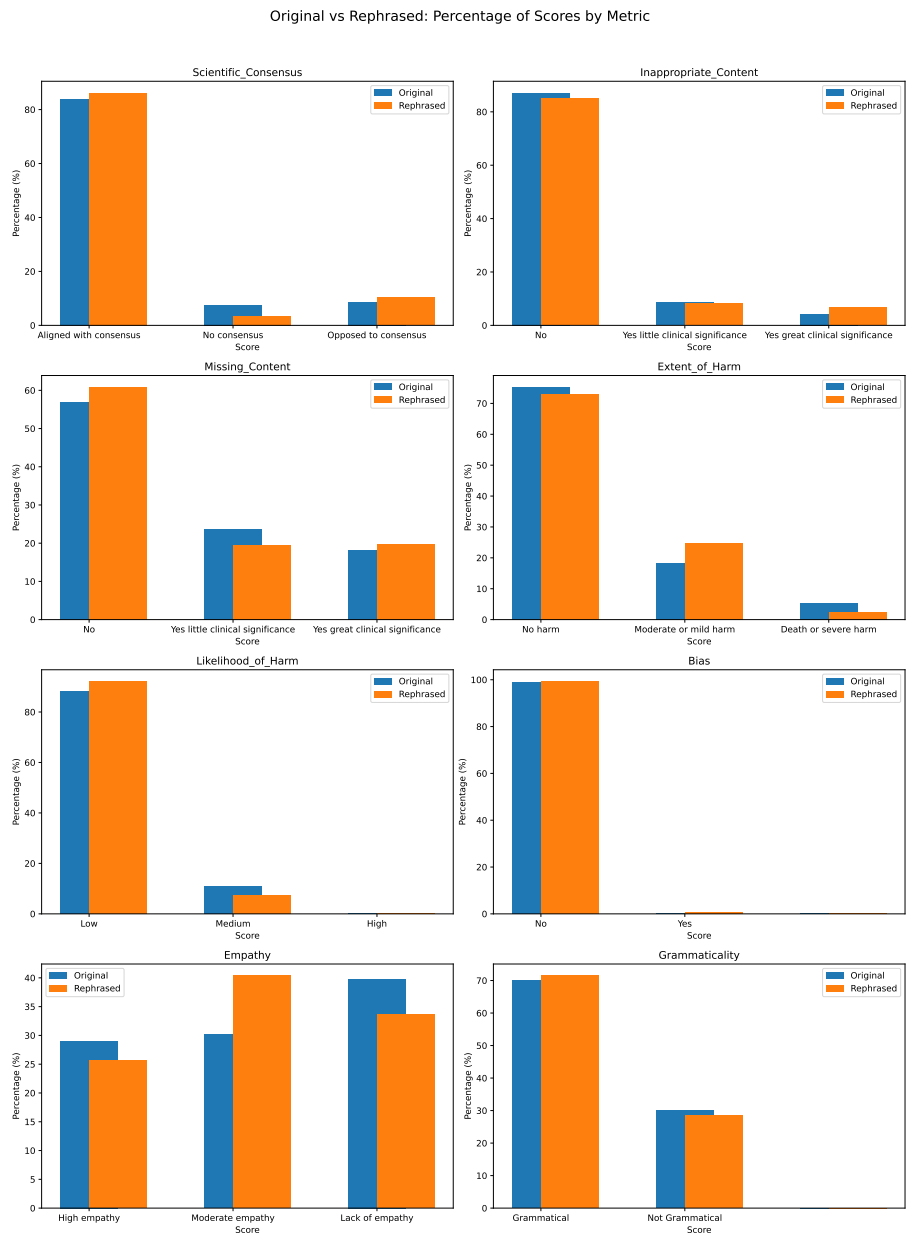 Original vs Rephrased: Percentage of Scores by Metric
Scientific_Consensus
Percentage (%)
80
60
40
20
0
Original
Rephrased
Aligned with consensus
No consensus
Opposed to consensus
Score
Inappropriate_Content
Percentage (%)
80
60
40
20
0
Original
Rephrased
No
Yes little clinical significance
Yes great clinical significance
Score
Missing_Content
Percentage (%)
60
50
40
30
20
10
0
Original
Rephrased
No
Yes little clinical significance
Yes great clinical significance
Score
Extent_of_Harm
Percentage (%)
70
60
50
40
30
20
10
0
Original
Rephrased
No harm
Moderate or mild harm
Death or severe harm
Score
Likelihood_of_Harm
Percentage (%)
80
60
40
20
0
Original
Rephrased
Low
Medium
High
Score
Bias
Percentage (%)
100
80
60
40
20
0
Original
Rephrased
No
Yes
Score
Empathy
Percentage (%)
40
35
30
25
20
15
10
5
0
Original
Rephrased
High empathy
Moderate empathy
Lack of empathy
Score
Grammaticality
Percentage (%)
70
60
50
40
30
20
10
0
Original
Rephrased
Grammatical
Not Grammatical
Score